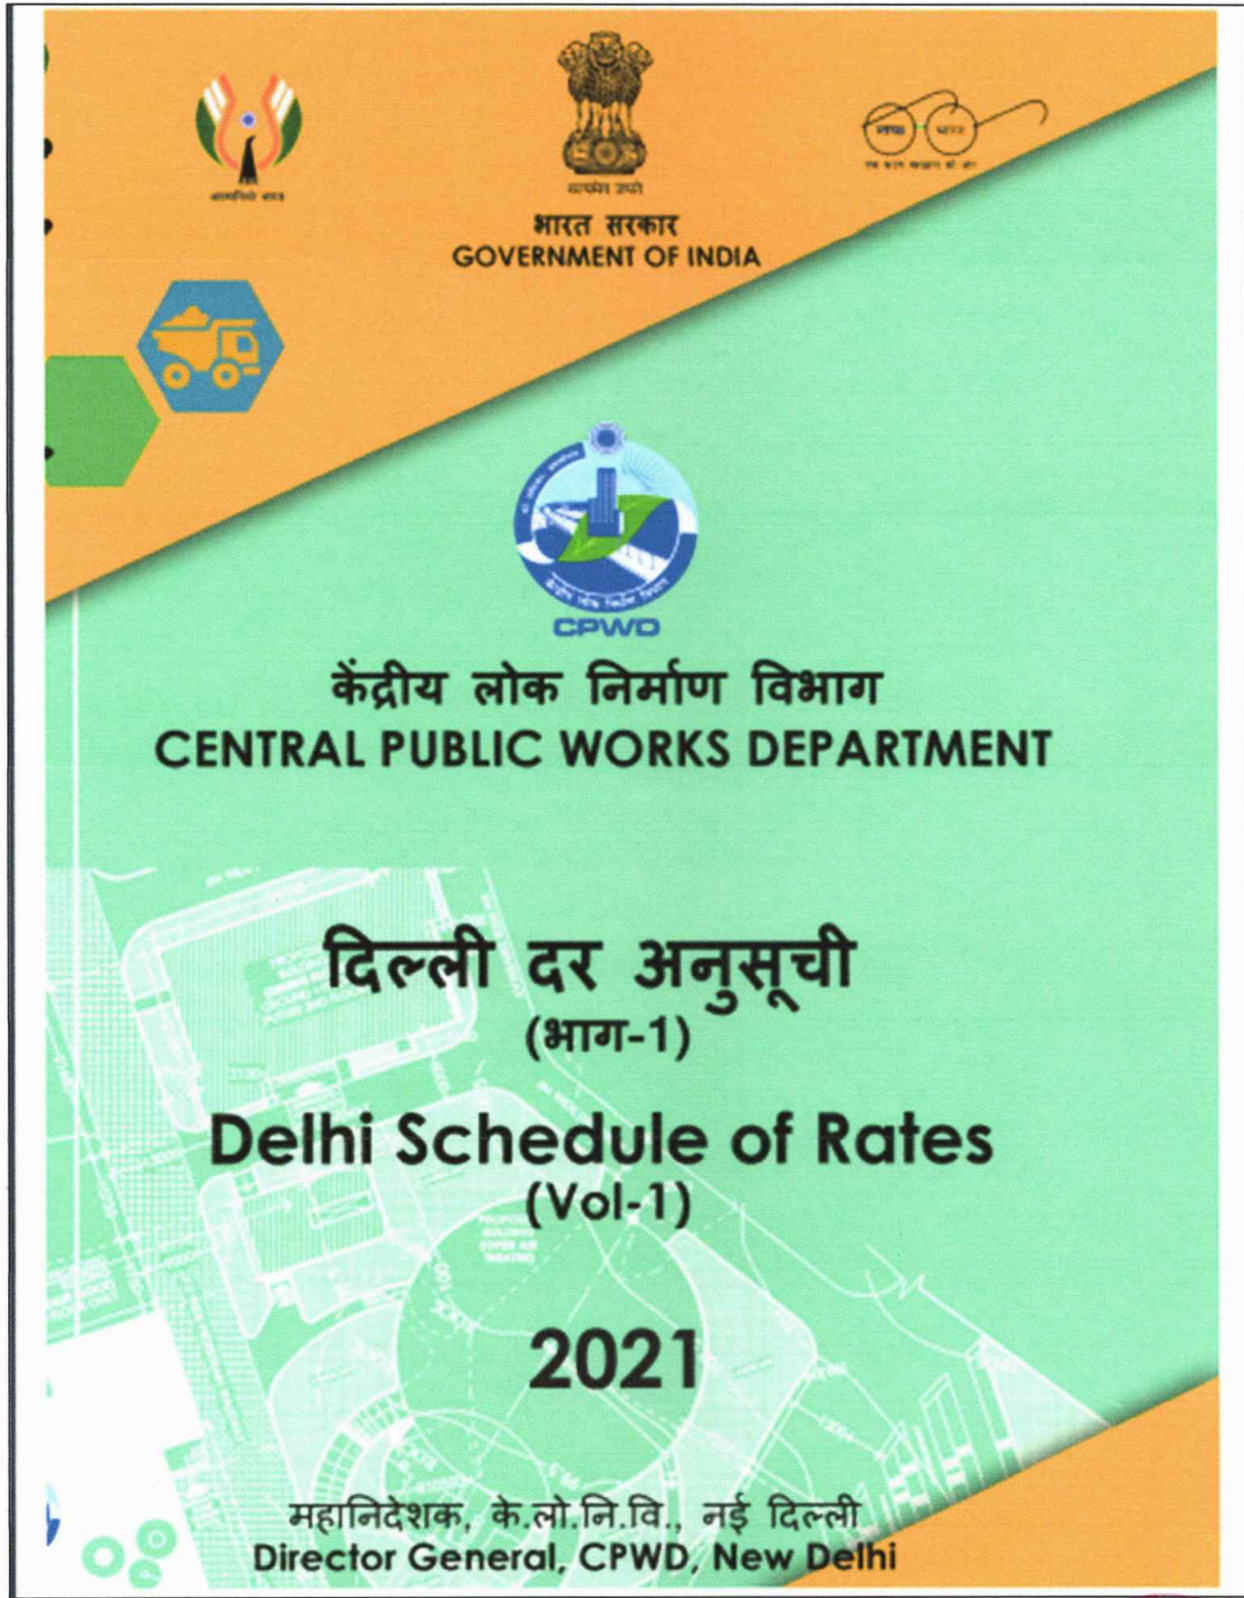 भारत सरकार
GOVERNMENT OF INDIA
CPWD
केंद्रीय लोक निर्माण विभाग
CENTRAL PUBLIC WORKS DEPARTMENT
दिल्ली दर अनुसूची
(भाग-1)
Delhi Schedule of Rates
(Vol-1)
2021
महानिदेशक, के.लो.नि.वि., नई दिल्ली
Director General, CPWD, New Delhi